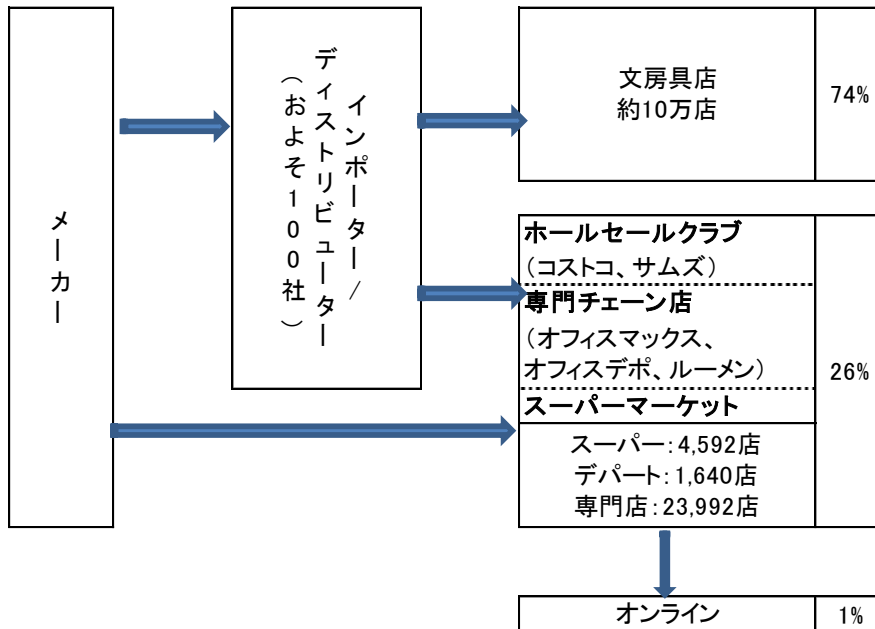 メーカー
インポーター/
ディストリビューター
(およそ100社)
文房具店
約10万店
74%
ホールセールクラブ
(コストコ、サムズ)
専門チェーン店
(オフィスマックス、
オフィスデポ、ルーメン)
スーパーマーケット
スーパー:4,592店
デパート:1,640店
専門店:23,992店
26%
オンライン
1%